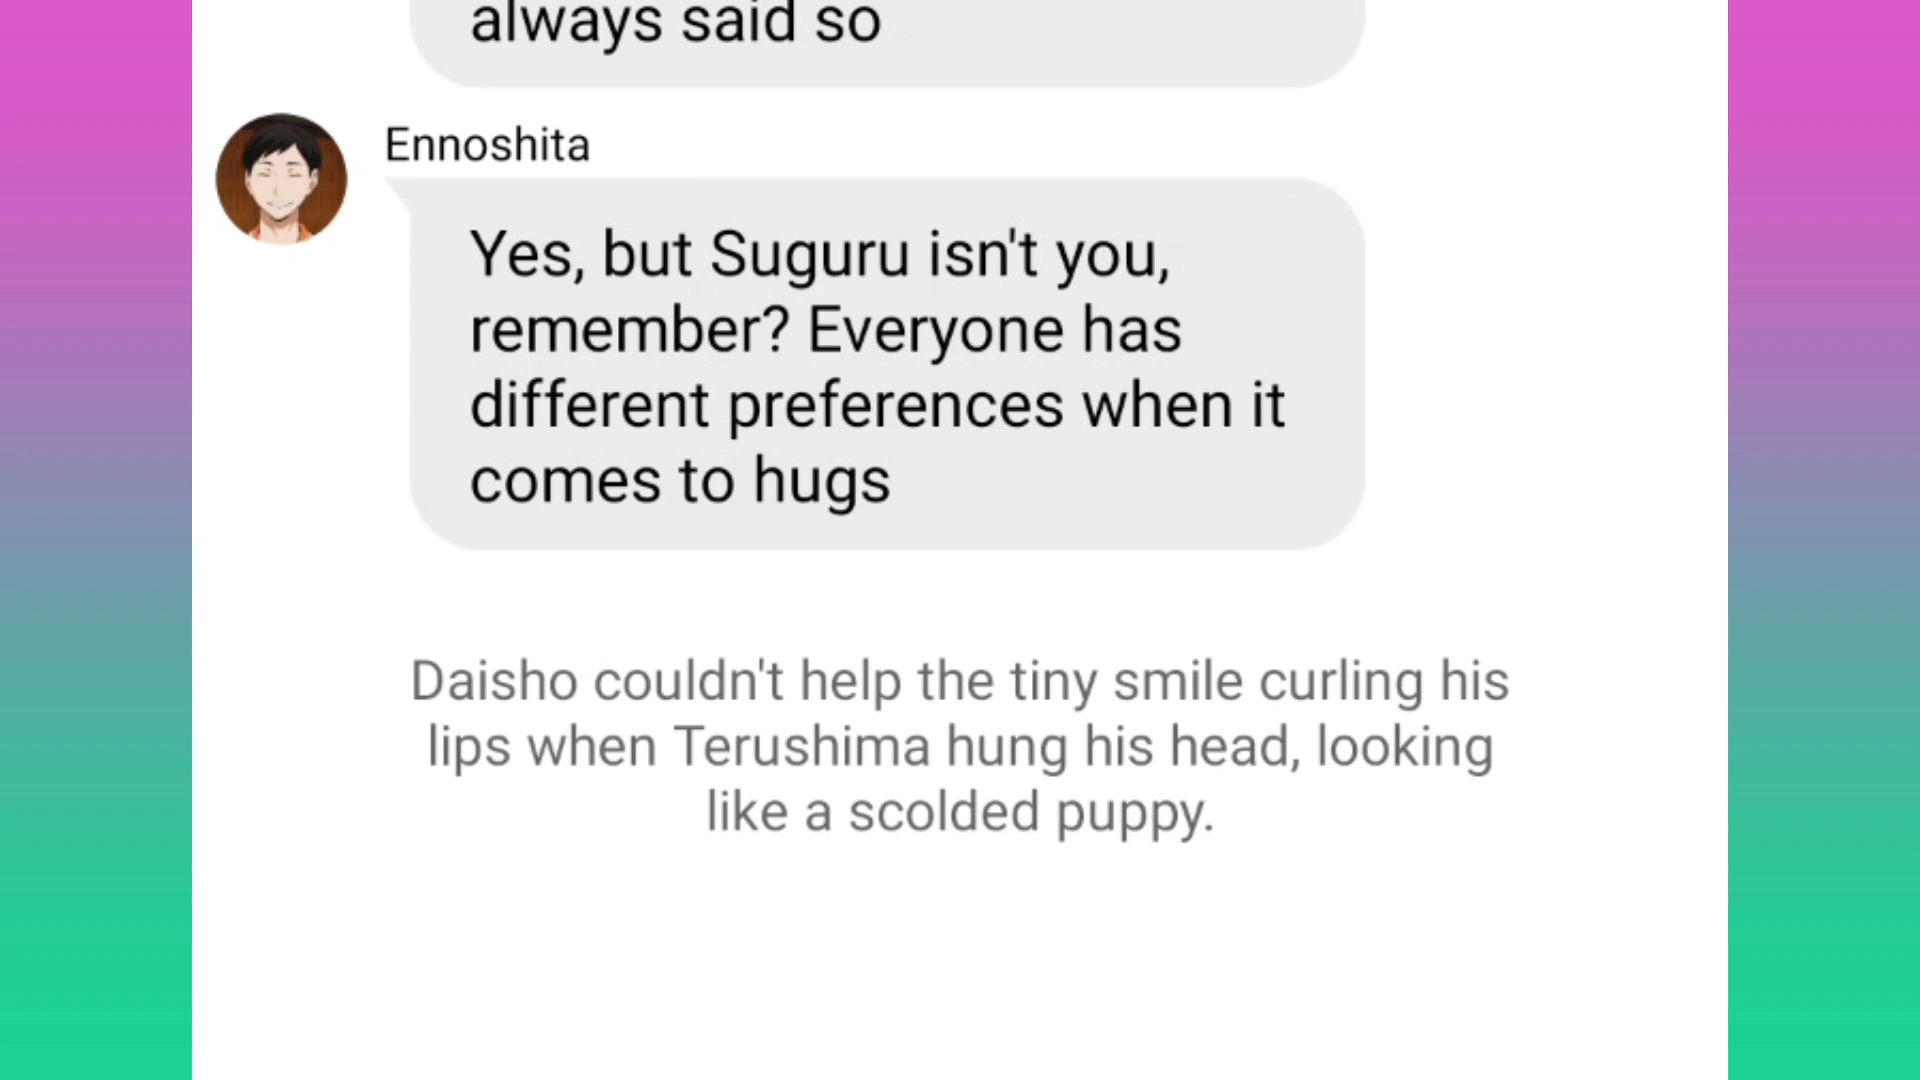 always said so
Ennoshita
Yes, but Suguru isn't you,
remember? Everyone has
different preferences when it
comes to hugs
Daisho couldn't help the tiny smile curling his
lips when Terushima hung his head, looking
like a scolded puppy.